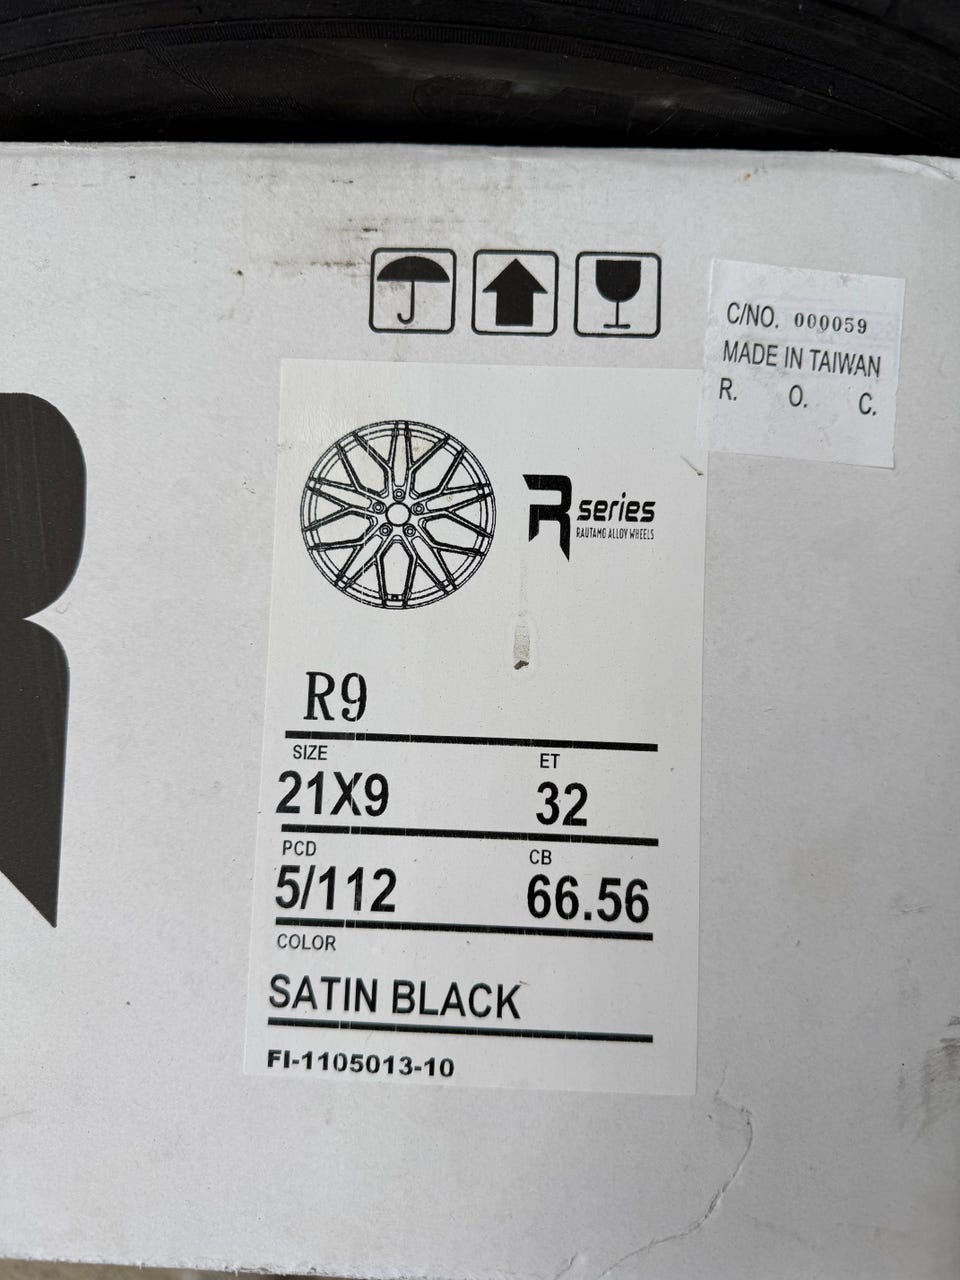 C/NO. 000059
MADE IN TAIWAN
R. O. C.
R series
RAUTAMO ALLOY WHEELS
R9
SIZE ET
21X9 32
PCD CB
5/112 66.56
COLOR
SATIN BLACK
FI-1105013-10